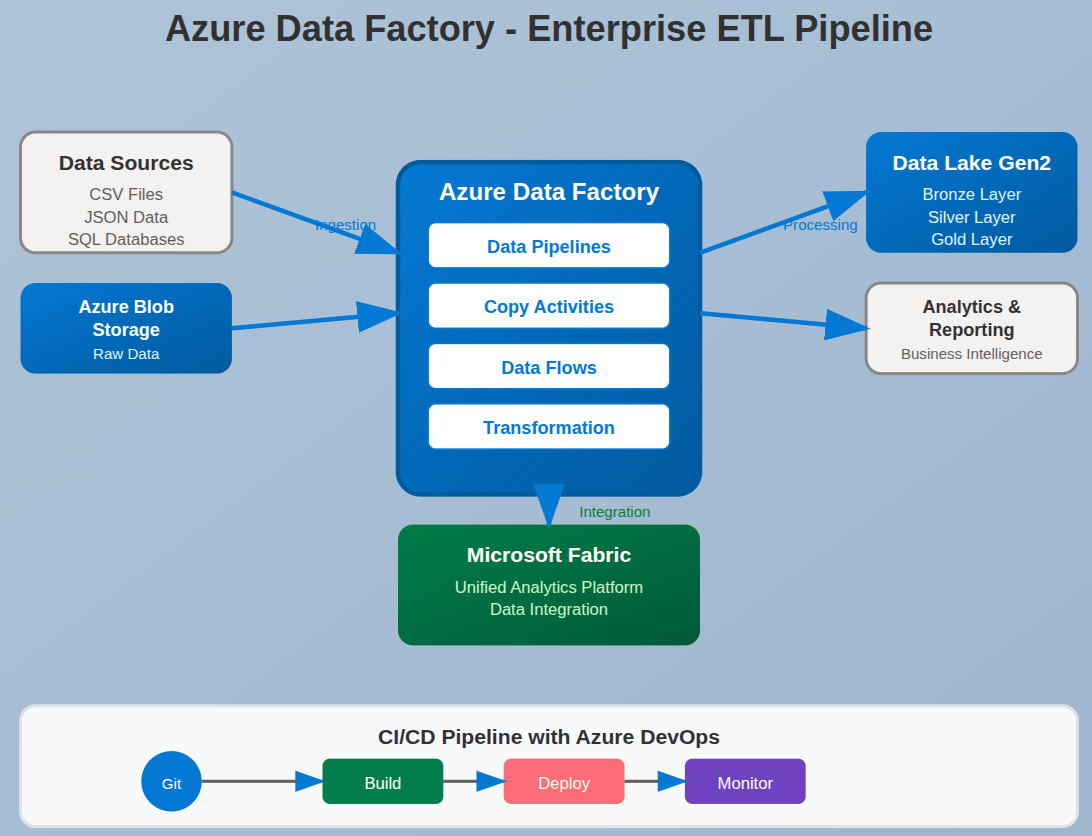 Azure Data Factory - Enterprise ETL Pipeline
Data Sources
CSV Files
JSON Data
SQL Databases
Azure Blob
Storage
Raw Data
Ingestion
Azure Data Factory
Data Pipelines
Copy Activities
Data Flows
Transformation
Processing
Data Lake Gen2
Bronze Layer
Silver Layer
Gold Layer
Analytics &
Reporting
Business Intelligence
Integration
Microsoft Fabric
Unified Analytics Platform
Data Integration
CI/CD Pipeline with Azure DevOps
Git
Build
Deploy
Monitor